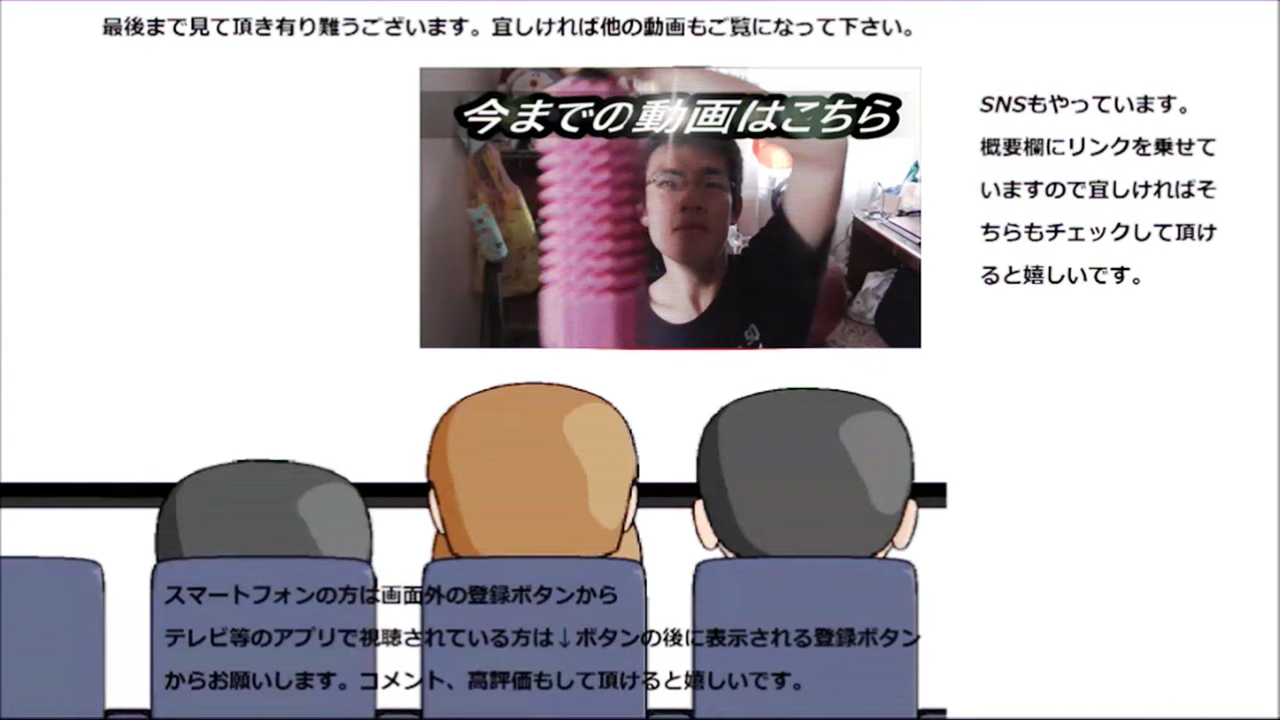 最後まで見て頂き有り難うございます。宜しければ他の動画もご覧になって下さい。
今までの動画はこちら
SNSもやっています。
概要欄にリンクを乗せて
いますので宜しければそ
ちらもチェックして頂け
ると嬉しいです。
スマートフォンの方は画面外の登録ボタンから
テレビ等のアプリで視聴されている方は↓ボタンの後に表示される登録ボタン
からお願いします。コメント、高評価もして頂けると嬉しいです。